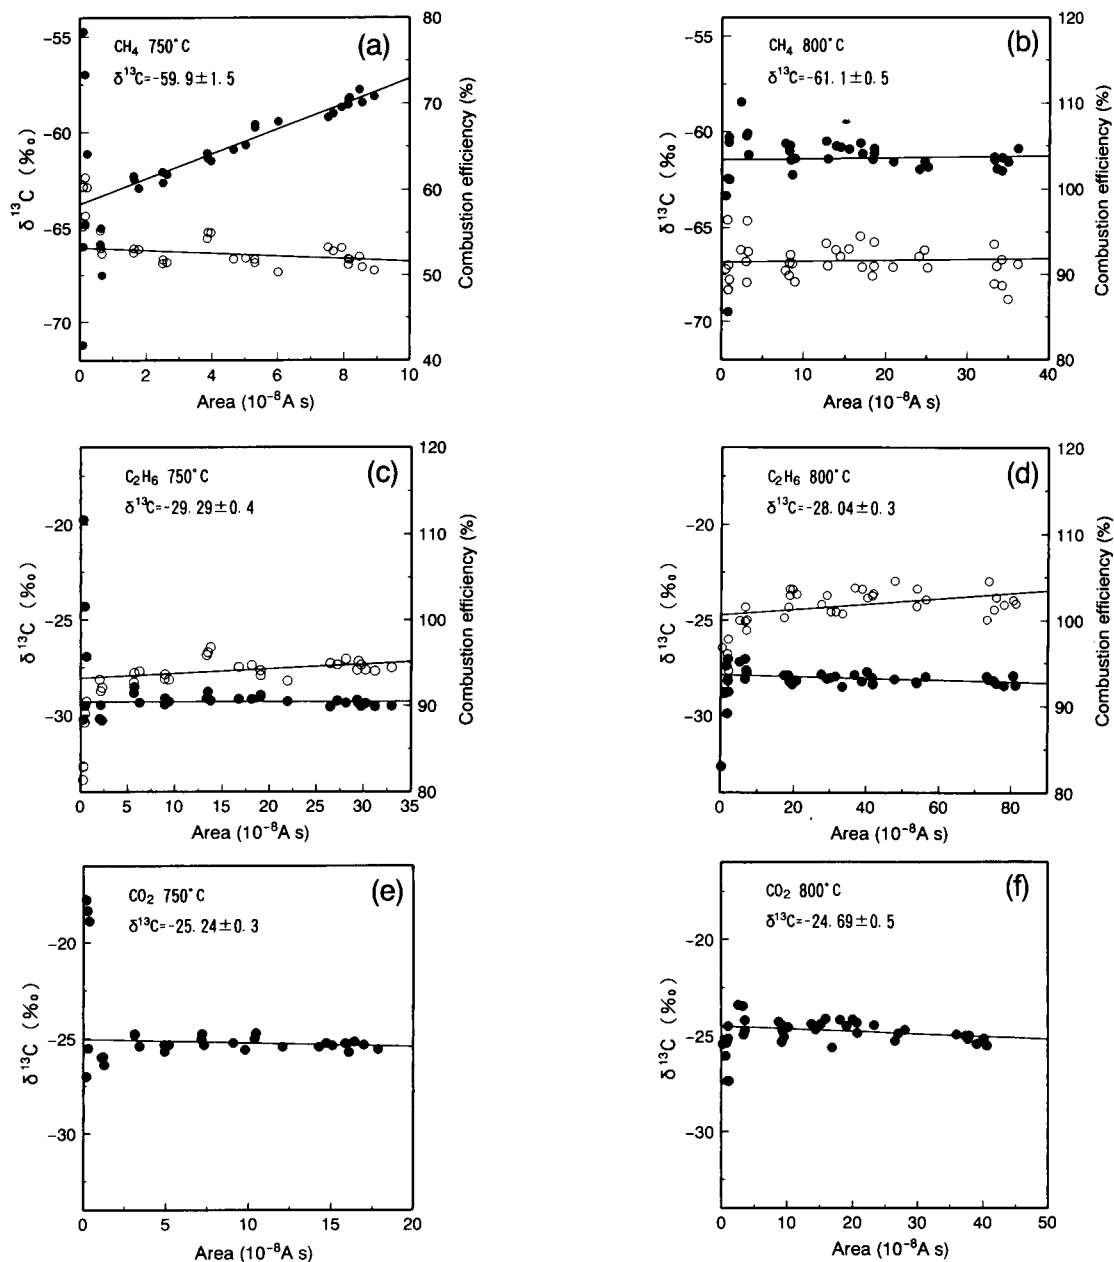 (a)
CH₄ 750°C
δ¹³C=-59.9±1.5
-55
-60
-65
-70
δ¹³C (‰)
80
70
60
50
40
Combustion efficiency (%)
0 2 4 6 8 10
Area (10⁻⁸A s)
(b)
CH₄ 800°C
δ¹³C=-61.1±0.5
-55
-60
-65
-70
δ¹³C (‰)
120
110
100
90
80
Combustion efficiency (%)
0 10 20 30 40
Area (10⁻⁸A s)
(c)
C₂H₆ 750°C
δ¹³C=-29.29±0.4
-20
-25
-30
δ¹³C (‰)
120
110
100
90
80
Combustion efficiency (%)
0 5 10 15 20 25 30 35
Area (10⁻⁸A s)
(d)
C₂H₆ 800°C
δ¹³C=-28.04±0.3
-20
-25
-30
δ¹³C (‰)
120
110
100
90
80
Combustion efficiency (%)
0 20 40 60 80
Area (10⁻⁸A s)
(e)
CO₂ 750°C
δ¹³C=-25.24±0.3
-20
-25
-30
δ¹³C (‰)
0 5 10 15 20
Area (10⁻⁸A s)
(f)
CO₂ 800°C
δ¹³C=-24.69±0.5
-20
-25
-30
δ¹³C (‰)
0 10 20 30 40 50
Area (10⁻⁸A s)